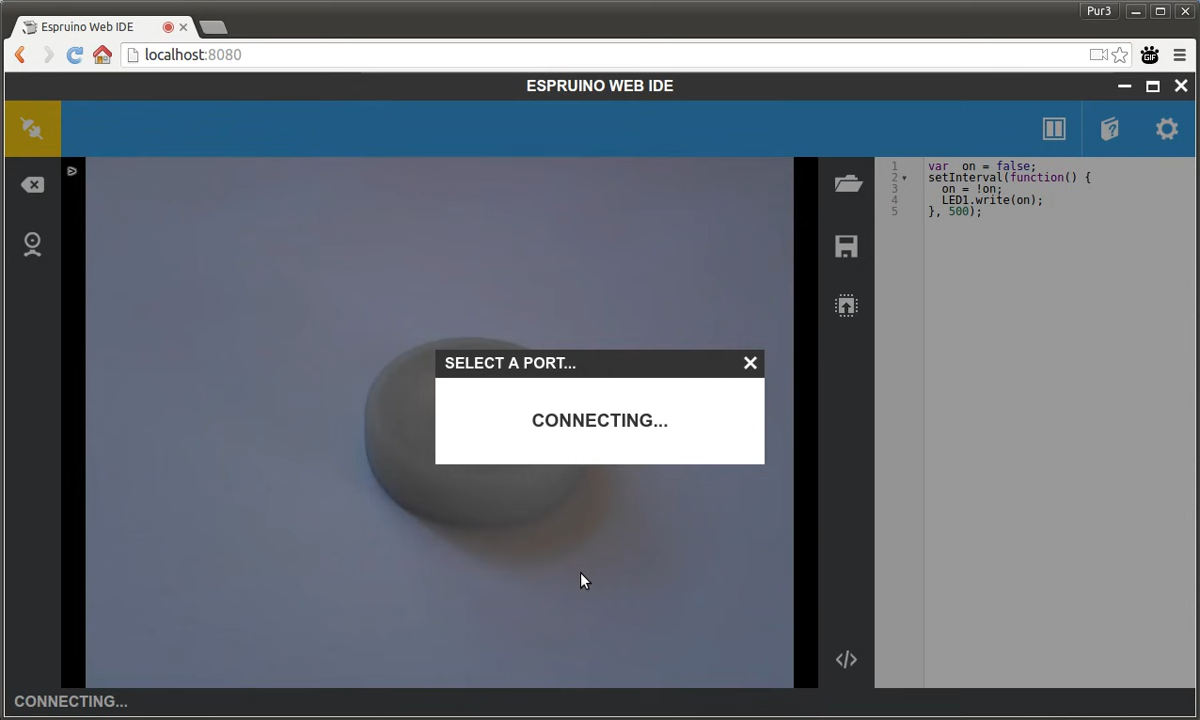 Pur3
Espruino Web IDE
localhost:8080
GIF
ESPRUINO WEB IDE
>
1 var on = false;
2 setInterval(function() {
3 on = !on;
4 LED1.write(on);
5 }, 500);
SELECT A PORT...
CONNECTING...
CONNECTING...